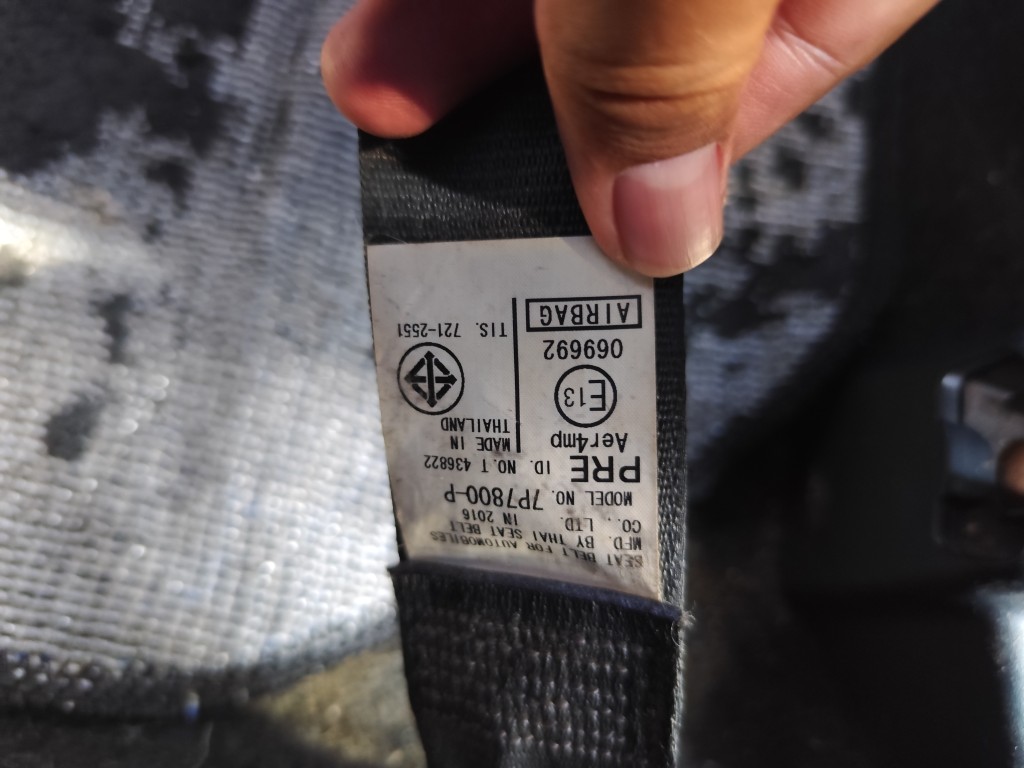 SEAT BELT FOR AUTOMOBILES
MFD. BY THAI SEAT BELT
CO., LTD. IN 2016
MODEL NO. 7P7800-P
PRE ID. NO. T 436822
Aer4mp
E13
069692
AIRBAG
MADE IN
THAILAND
TIS. 721-2551